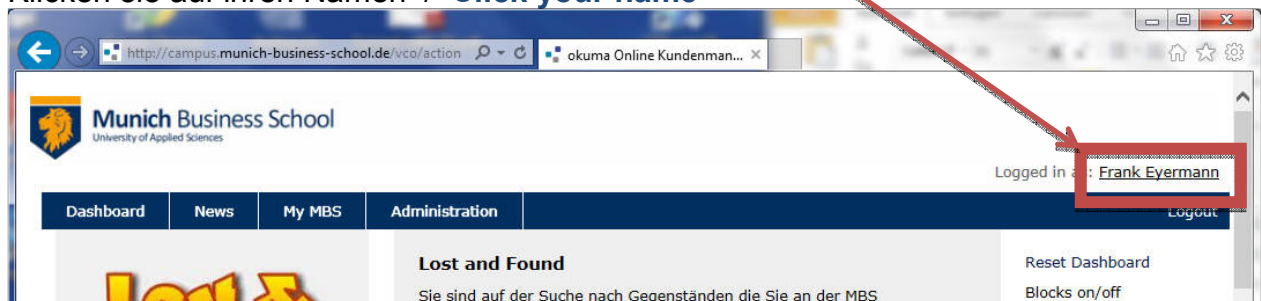 Klicken sie auf ihren Namen / Click your name
http://campus.munich-business-school.de/vco/action
okuma Online Kundenman...
Munich Business School
University of Applied Sciences
Logged in as: Frank Eyermann
Dashboard News My MBS Administration Logout
Lost and Found
Sie sind auf der Suche nach Gegenständen die Sie an der MBS
Reset Dashboard
Blocks on/off
Lost &